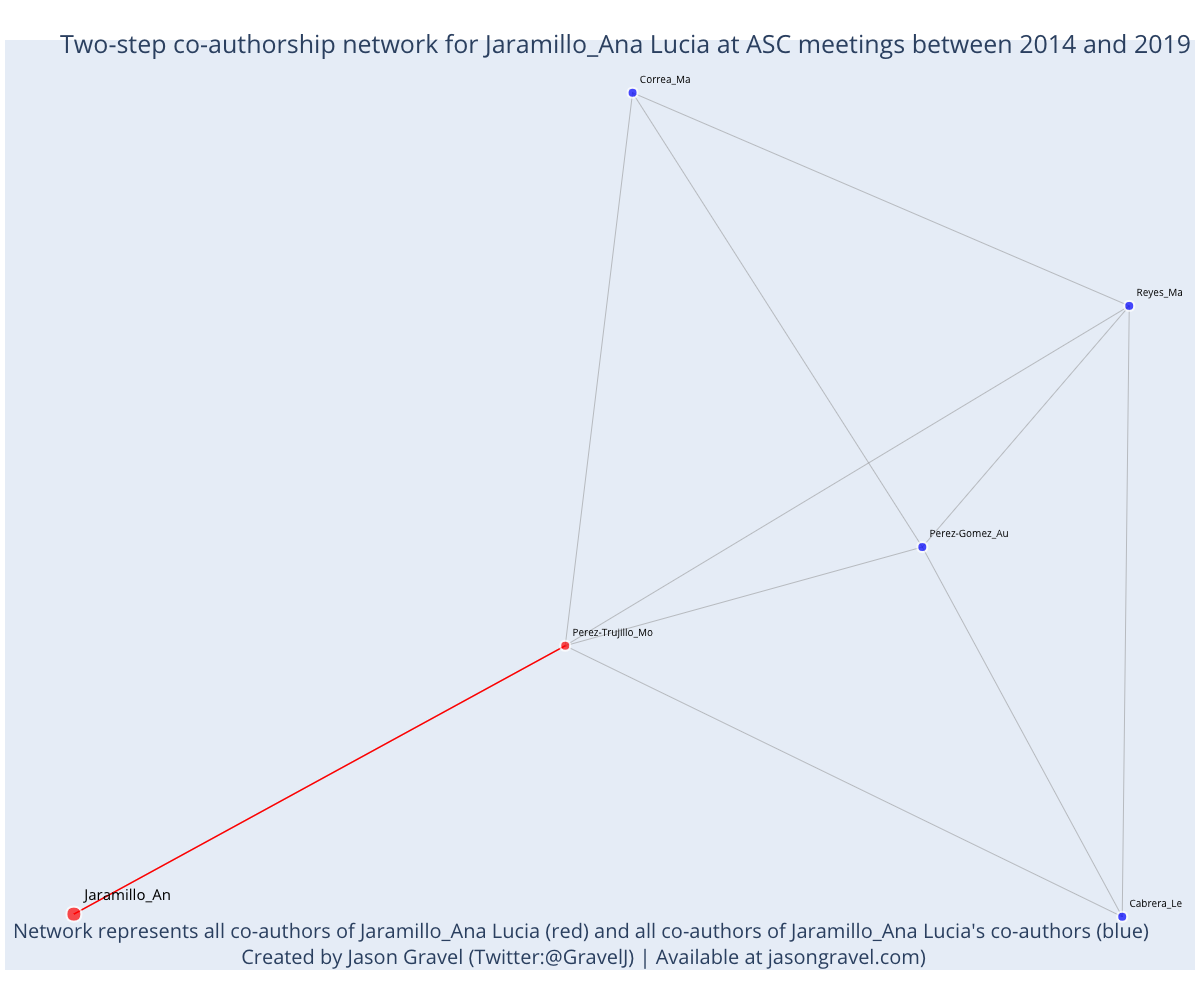 Two-step co-authorship network for Jaramillo_Ana Lucia at ASC meetings between 2014 and 2019
Correa_Ma
Reyes_Ma
Perez-Gomez_Au
Perez-Trujillo_Mo
Jaramillo_An
Cabrera_Le
Network represents all co-authors of Jaramillo_Ana Lucia (red) and all co-authors of Jaramillo_Ana Lucia's co-authors (blue)
Created by Jason Gravel (Twitter:@GravelJ) | Available at jasongravel.com)